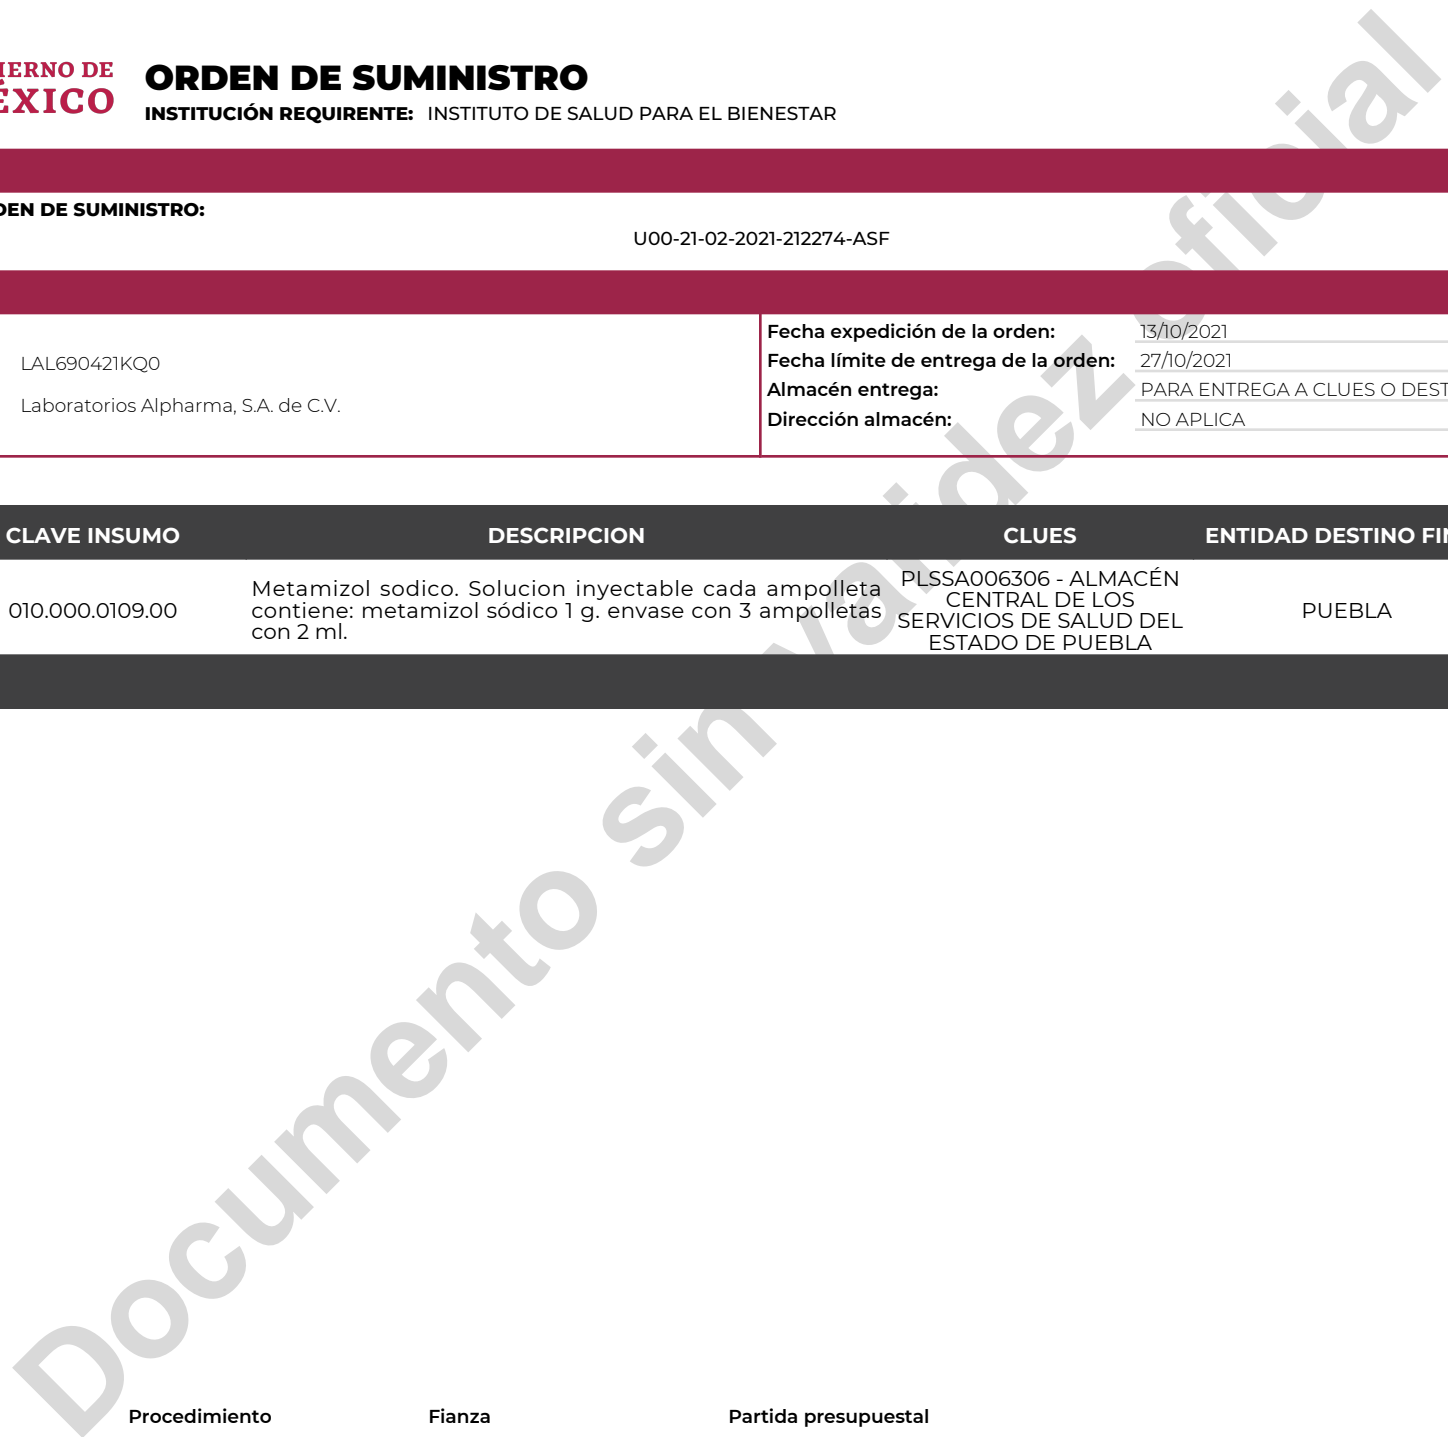 IERNO DE
ÉXICO
ORDEN DE SUMINISTRO
INSTITUCIÓN REQUIRENTE: INSTITUTO DE SALUD PARA EL BIENESTAR
DEN DE SUMINISTRO:
U00-21-02-2021-212274-ASF
LAL690421KQ0
Laboratorios Alpharma, S.A. de C.V.
Fecha expedición de la orden: 13/10/2021
Fecha límite de entrega de la orden: 27/10/2021
Almacén entrega: PARA ENTREGA A CLUES O DEST
Dirección almacén: NO APLICA
CLAVE INSUMO DESCRIPCION CLUES ENTIDAD DESTINO FIN
010.000.0109.00
Metamizol sodico. Solucion inyectable cada ampolleta
contiene: metamizol sódico 1 g. envase con 3 ampolletas
con 2 ml.
PLSSA006306 - ALMACÉN
CENTRAL DE LOS
SERVICIOS DE SALUD DEL
ESTADO DE PUEBLA
PUEBLA
Documento sin validez oficial
Procedimiento Fianza Partida presupuestal